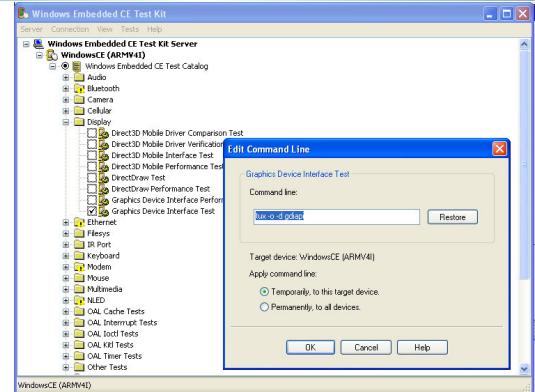 Windows Embedded CE Test Kit
Server Connection View Tests Help
Windows Embedded CE Test Kit Server
WindowsCE (ARMV4I)
Windows Embedded CE Test Catalog
Audio
Bluetooth
Camera
Cellular
Display
Direct3D Mobile Driver Comparison Test
Direct3D Mobile Driver Verification
Direct3D Mobile Interface Test
Direct3D Mobile Performance Test
DirectDraw Test
DirectDraw Performance Test
Graphics Device Interface Perform
Graphics Device Interface Test
Ethernet
Filesys
IR Port
Keyboard
Modem
Mouse
Multimedia
NLED
OAL Cache Tests
OAL Interrrupt Tests
OAL Ioctl Tests
OAL Kitl Tests
OAL Timer Tests
Other Tests
WindowsCE (ARMV4I)
Edit Command Line
Graphics Device Interface Test
Command line:
tux -o -d gdiapi
Restore
Target device: WindowsCE (ARMV4I)
Apply command line:
Temporarily, to this target device.
Permanently, to all devices.
OK Cancel Help